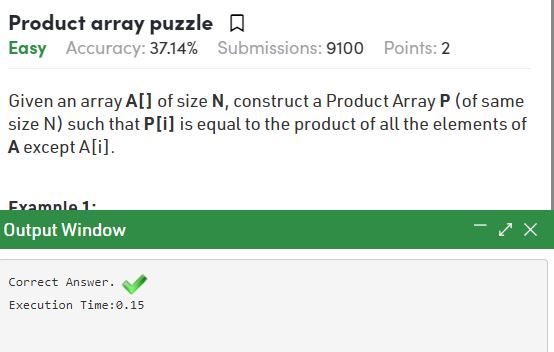 Product array puzzle
Easy Accuracy: 37.14% Submissions: 9100 Points: 2
Given an array A[] of size N, construct a Product Array P (of same
size N) such that P[i] is equal to the product of all the elements of
A except A[i].
Example 1:
Output Window
Correct Answer.
Execution Time:0.15